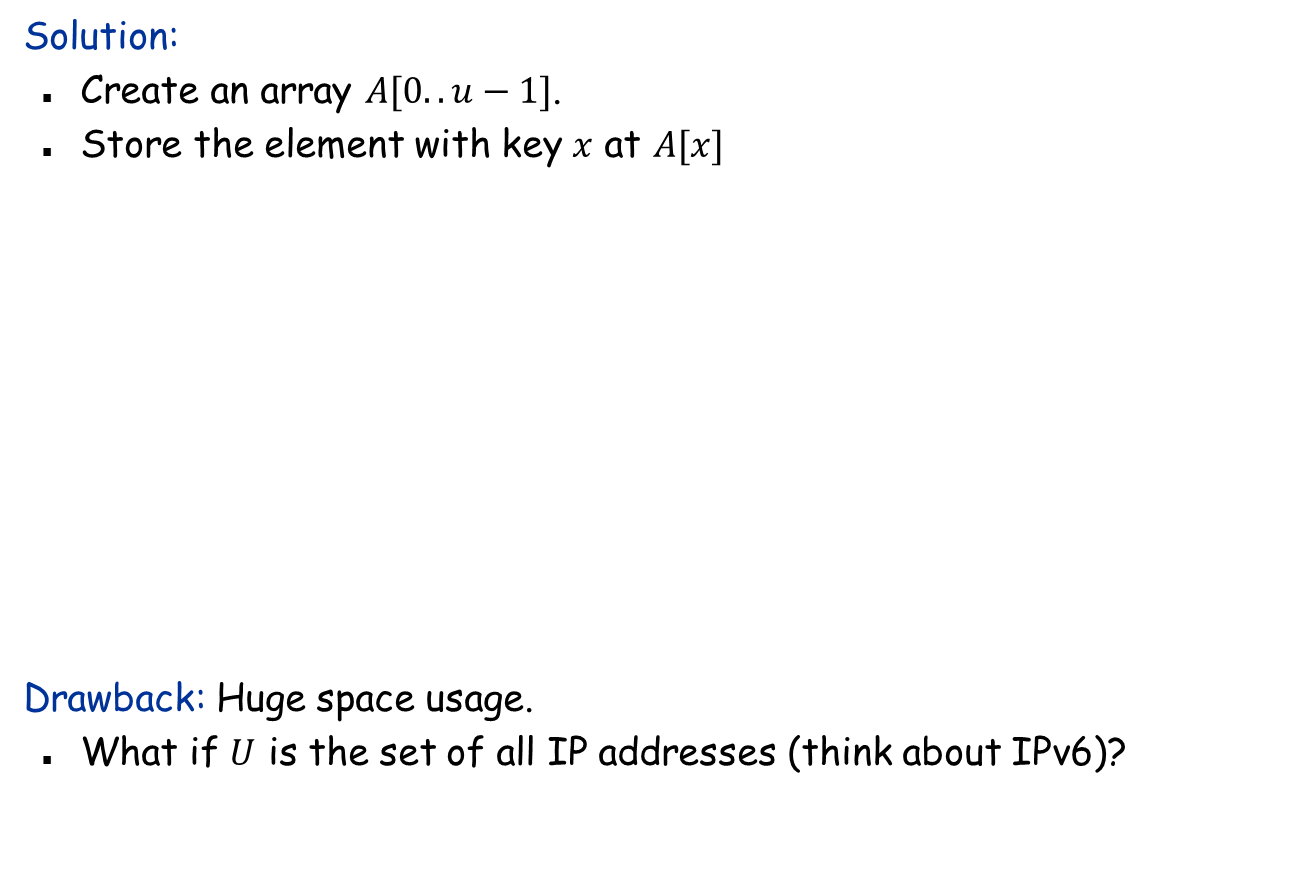 Solution:
▪ Create an array A[0..u − 1].
▪ Store the element with key x at A[x]
Drawback: Huge space usage.
▪ What if U is the set of all IP addresses (think about IPv6)?